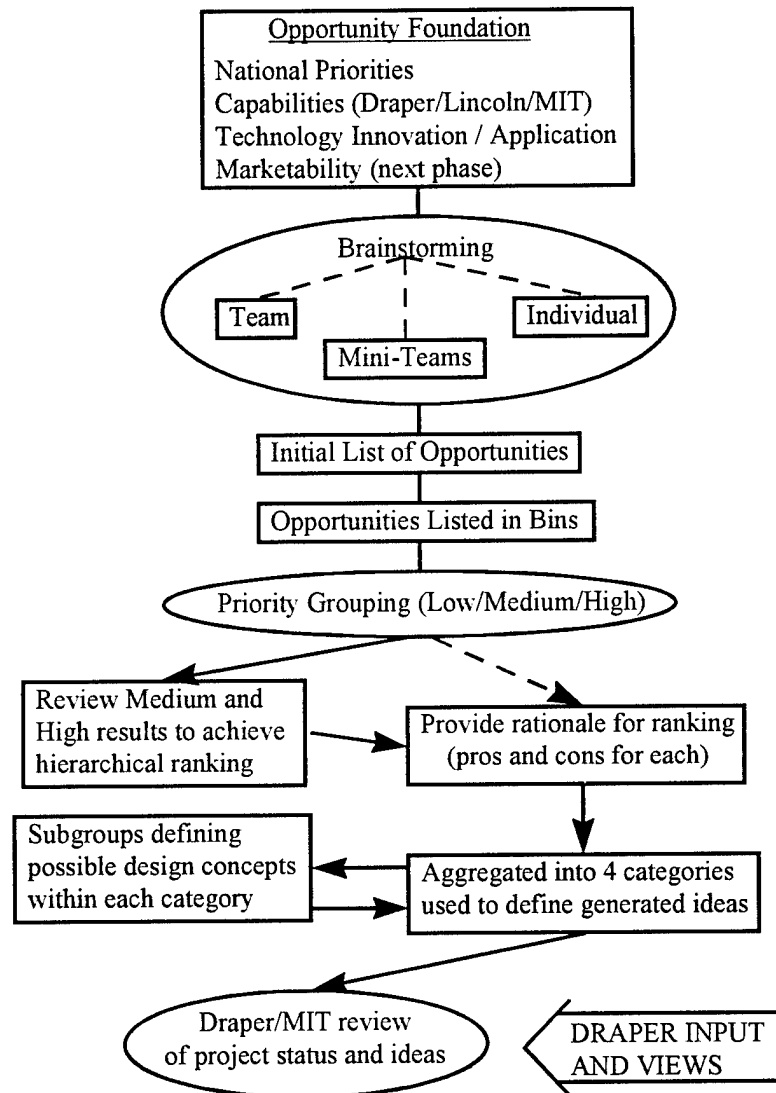 Opportunity Foundation
National Priorities
Capabilities (Draper/Lincoln/MIT)
Technology Innovation / Application
Marketability (next phase)
Brainstorming
Team
Individual
Mini-Teams
Initial List of Opportunities
Opportunities Listed in Bins
Priority Grouping (Low/Medium/High)
Review Medium and
High results to achieve
hierarchical ranking
Provide rationale for ranking
(pros and cons for each)
Subgroups defining
possible design concepts
within each category
Aggregated into 4 categories
used to define generated ideas
Draper/MIT review
of project status and ideas
DRAPER INPUT
AND VIEWS